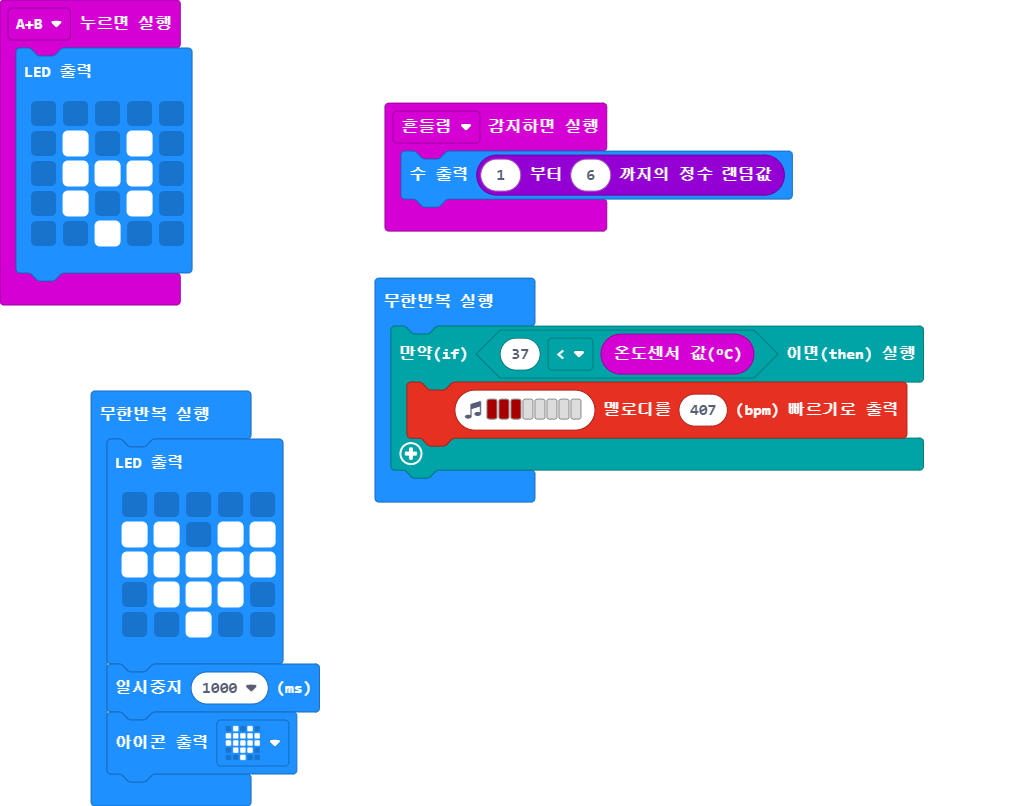 A+B 누르면 실행
LED 출력
흔들림 감지하면 실행
수 출력 1 부터 6 까지의 정수 랜덤값
무한반복 실행
만약(if) 37 < 온도센서 값(ºC) 이면(then) 실행
멜로디를 407 (bpm) 빠르기로 출력
무한반복 실행
LED 출력
일시중지 1000 (ms)
아이콘 출력